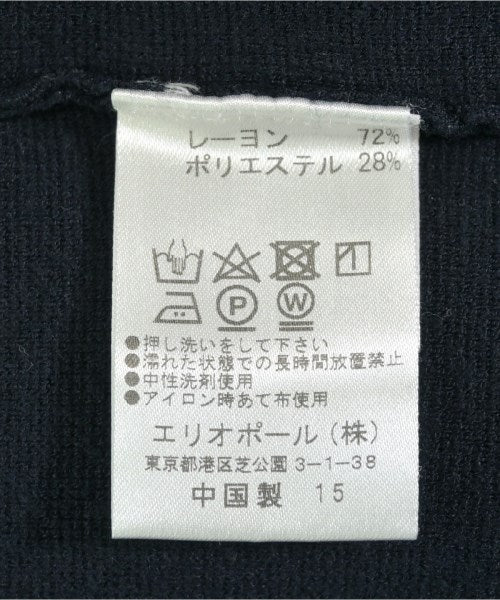 レーヨン 72%
ポリエステル 28%
P W
●押し洗いをして下さい
●濡れた状態での長時間放置禁止
●中性洗剤使用
●アイロン時あて布使用
エリオポール(株)
東京都港区芝公園3-1-38
中国製 15